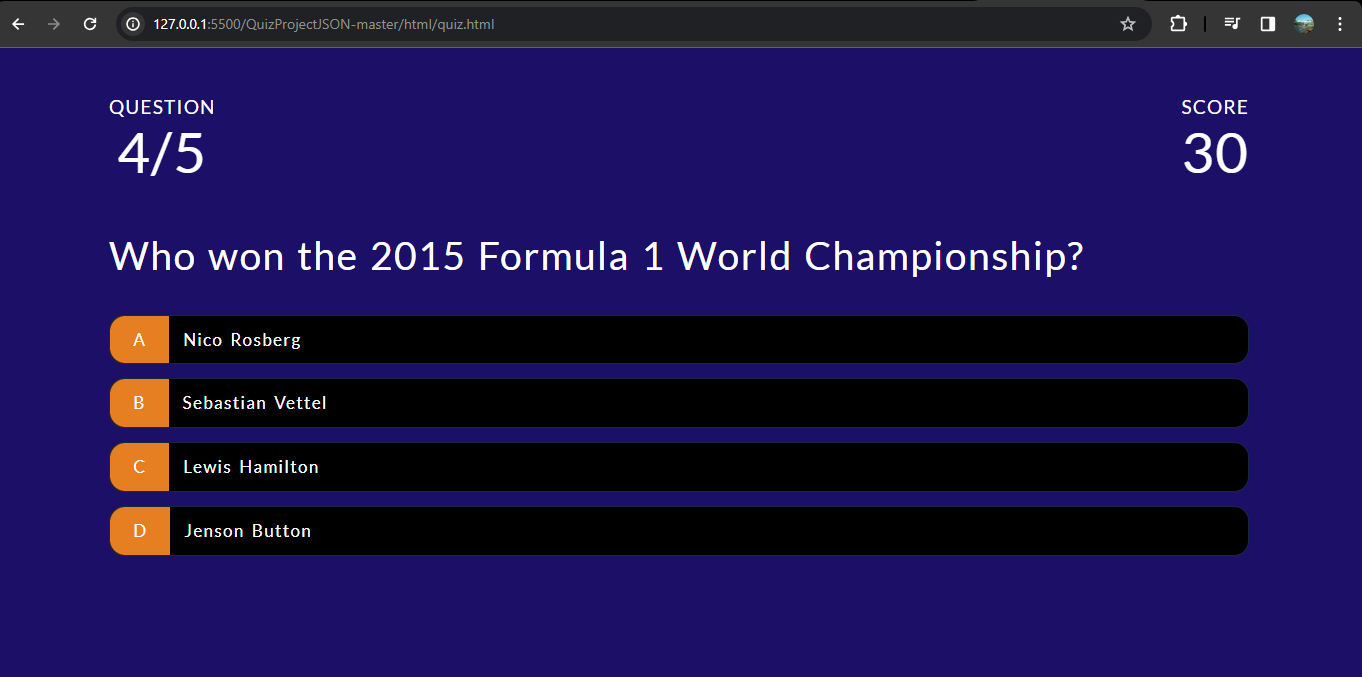 127.0.0.1:5500/QuizProjectJSON-master/html/quiz.html
QUESTION
4/5
SCORE
30
Who won the 2015 Formula 1 World Championship?
A Nico Rosberg
B Sebastian Vettel
C Lewis Hamilton
D Jenson Button